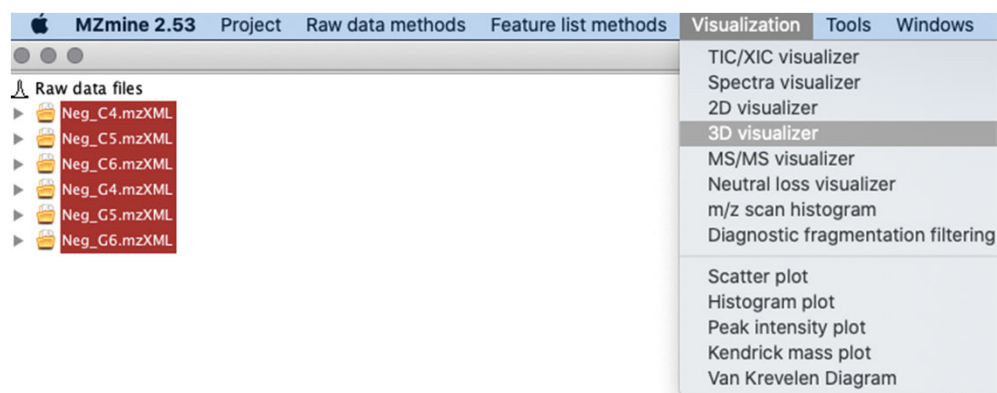 MZmine 2.53 Project Raw data methods Feature list methods Visualization Tools Windows
Raw data files
Neg_C4.mzXML
Neg_C5.mzXML
Neg_C6.mzXML
Neg_G4.mzXML
Neg_G5.mzXML
Neg_G6.mzXML
TIC/XIC visualizer
Spectra visualizer
2D visualizer
3D visualizer
MS/MS visualizer
Neutral loss visualizer
m/z scan histogram
Diagnostic fragmentation filtering
Scatter plot
Histogram plot
Peak intensity plot
Kendrick mass plot
Van Krevelen Diagram